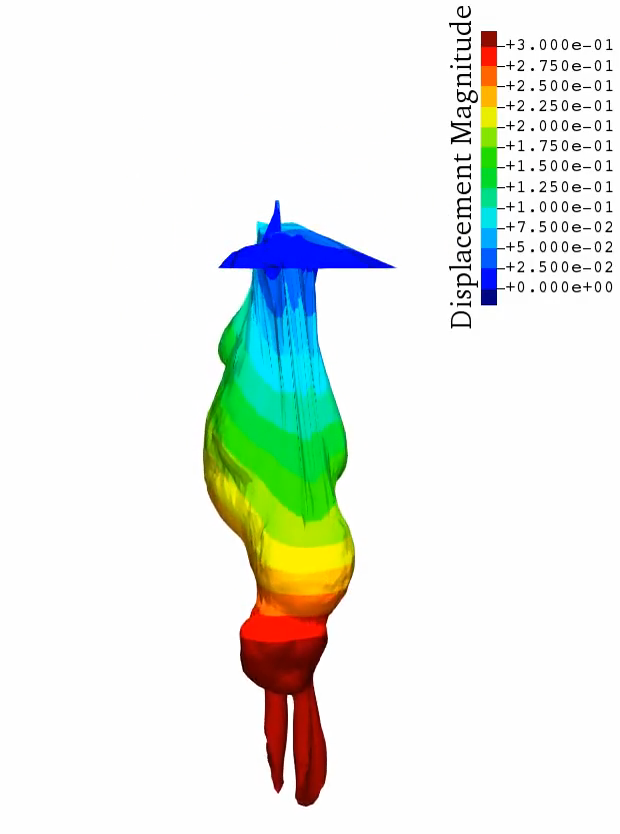 Displacement Magnitude
+3.000e-01
+2.750e-01
+2.500e-01
+2.250e-01
+2.000e-01
+1.750e-01
+1.500e-01
+1.250e-01
+1.000e-01
+7.500e-02
+5.000e-02
+2.500e-02
+0.000e+00